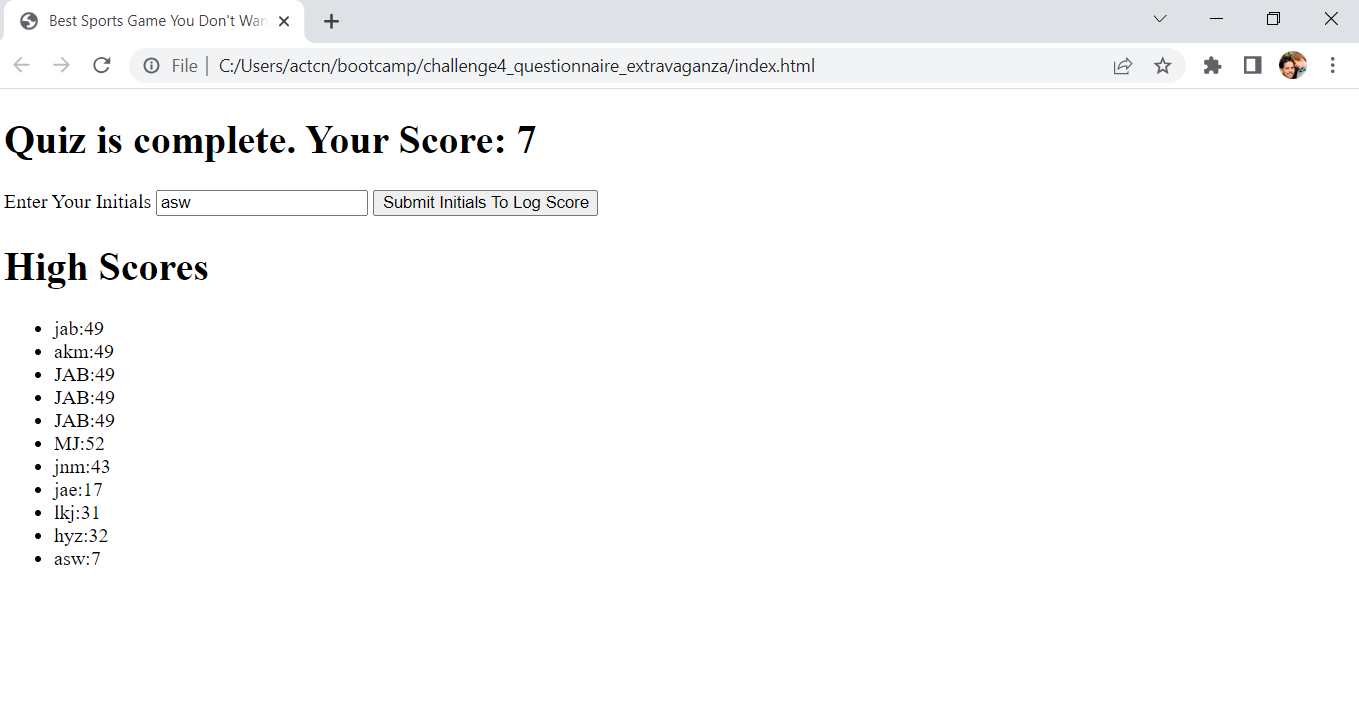 Best Sports Game You Don't Wan
File | C:/Users/actcn/bootcamp/challenge4_questionnaire_extravaganza/index.html
Quiz is complete. Your Score: 7
Enter Your Initials asw Submit Initials To Log Score
High Scores
• jab:49
• akm:49
• JAB:49
• JAB:49
• JAB:49
• MJ:52
• jnm:43
• jae:17
• lkj:31
• hyz:32
• asw:7